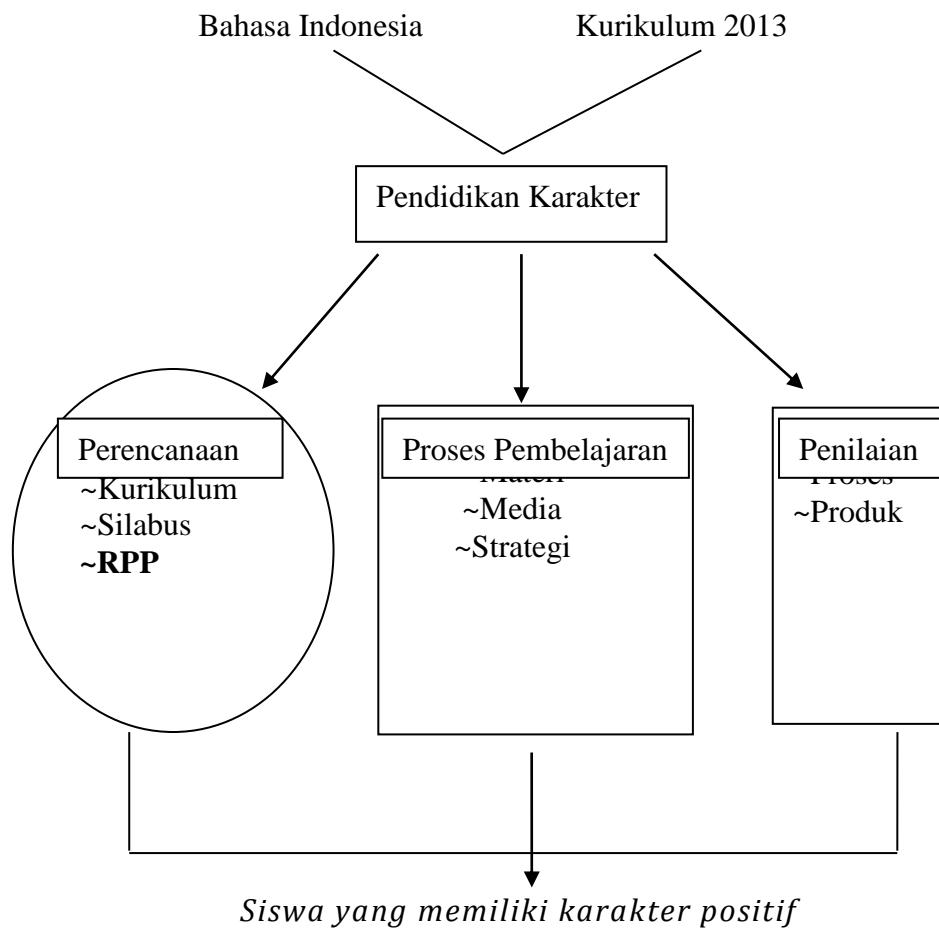 Bahasa Indonesia
Kurikulum 2013
Pendidikan Karakter
Perencanaan
~Kurikulum
~Silabus
~RPP
Proses Pembelajaran
~Media
~Strategi
Penilaian
~Produk
Siswa yang memiliki karakter positif